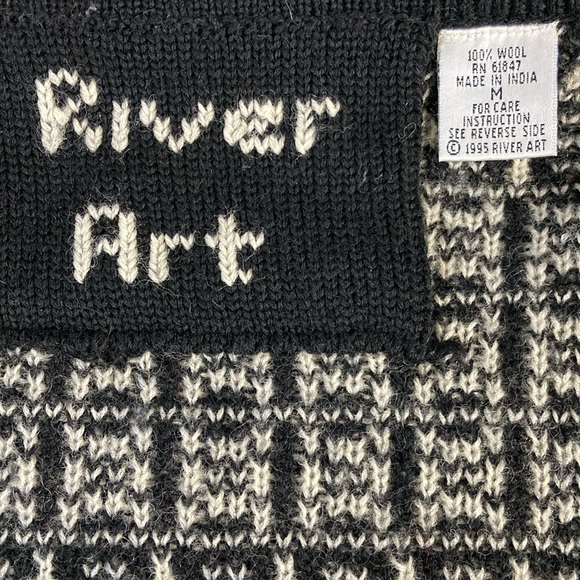 River
Art
100% WOOL
RN 61847
MADE IN INDIA
M
FOR CARE
INSTRUCTION
SEE REVERSE SIDE
© 1995 RIVER ART